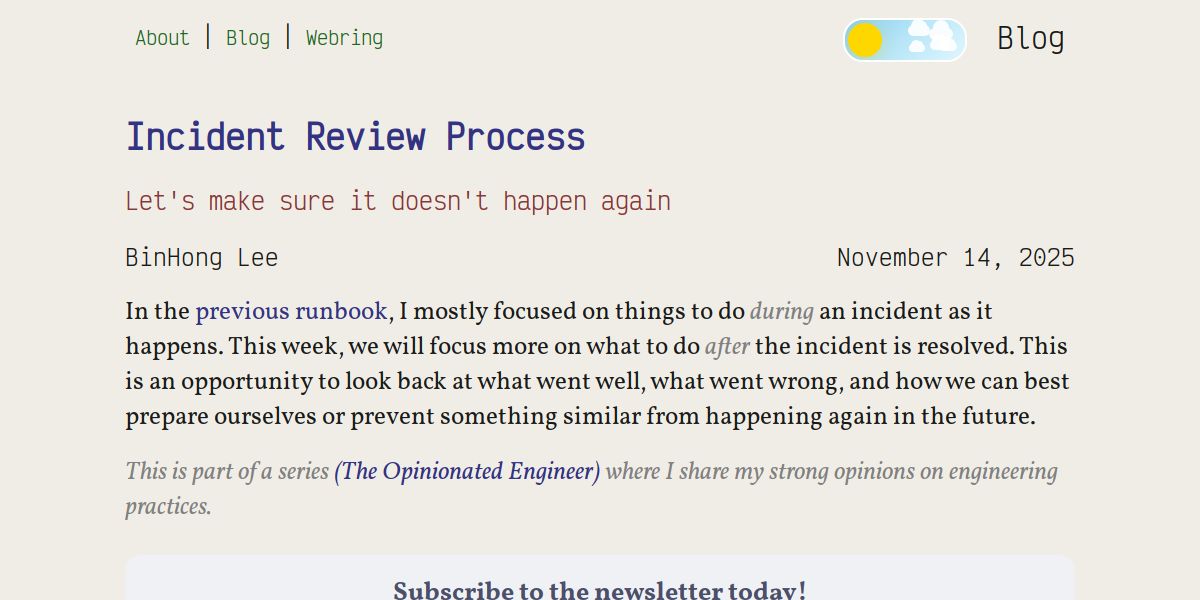 About | Blog | Webring
Blog
Incident Review Process
Let's make sure it doesn't happen again
BinHong Lee
November 14, 2025
In the previous runbook, I mostly focused on things to do during an incident as it
happens. This week, we will focus more on what to do after the incident is resolved. This
is an opportunity to look back at what went well, what went wrong, and how we can best
prepare ourselves or prevent something similar from happening again in the future.
This is part of a series (The Opinionated Engineer) where I share my strong opinions on engineering
practices.
Subscribe to the newsletter today!